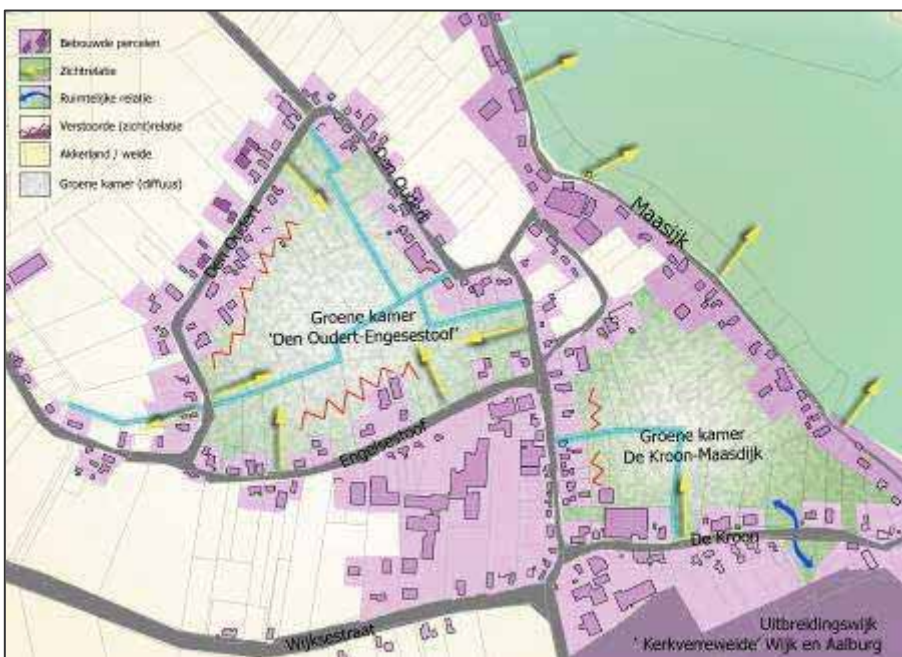 Bebouwde percelen
Zichtrelatie
Ruimtelijke relatie
Verstoorde (zicht)relatie
Akkerland / weide
Groene kamer (diffuus)
Den Oudert
Den Oudert
Maasijk
Groene kamer
'Den Oudert-Engesestoof'
Groene kamer
De Kroon-Maasdijk
Engesestoof
De Kroon
Wijksestraat
Uitbreidingswijk
' Kerkverreweide' Wijk en Aalburg